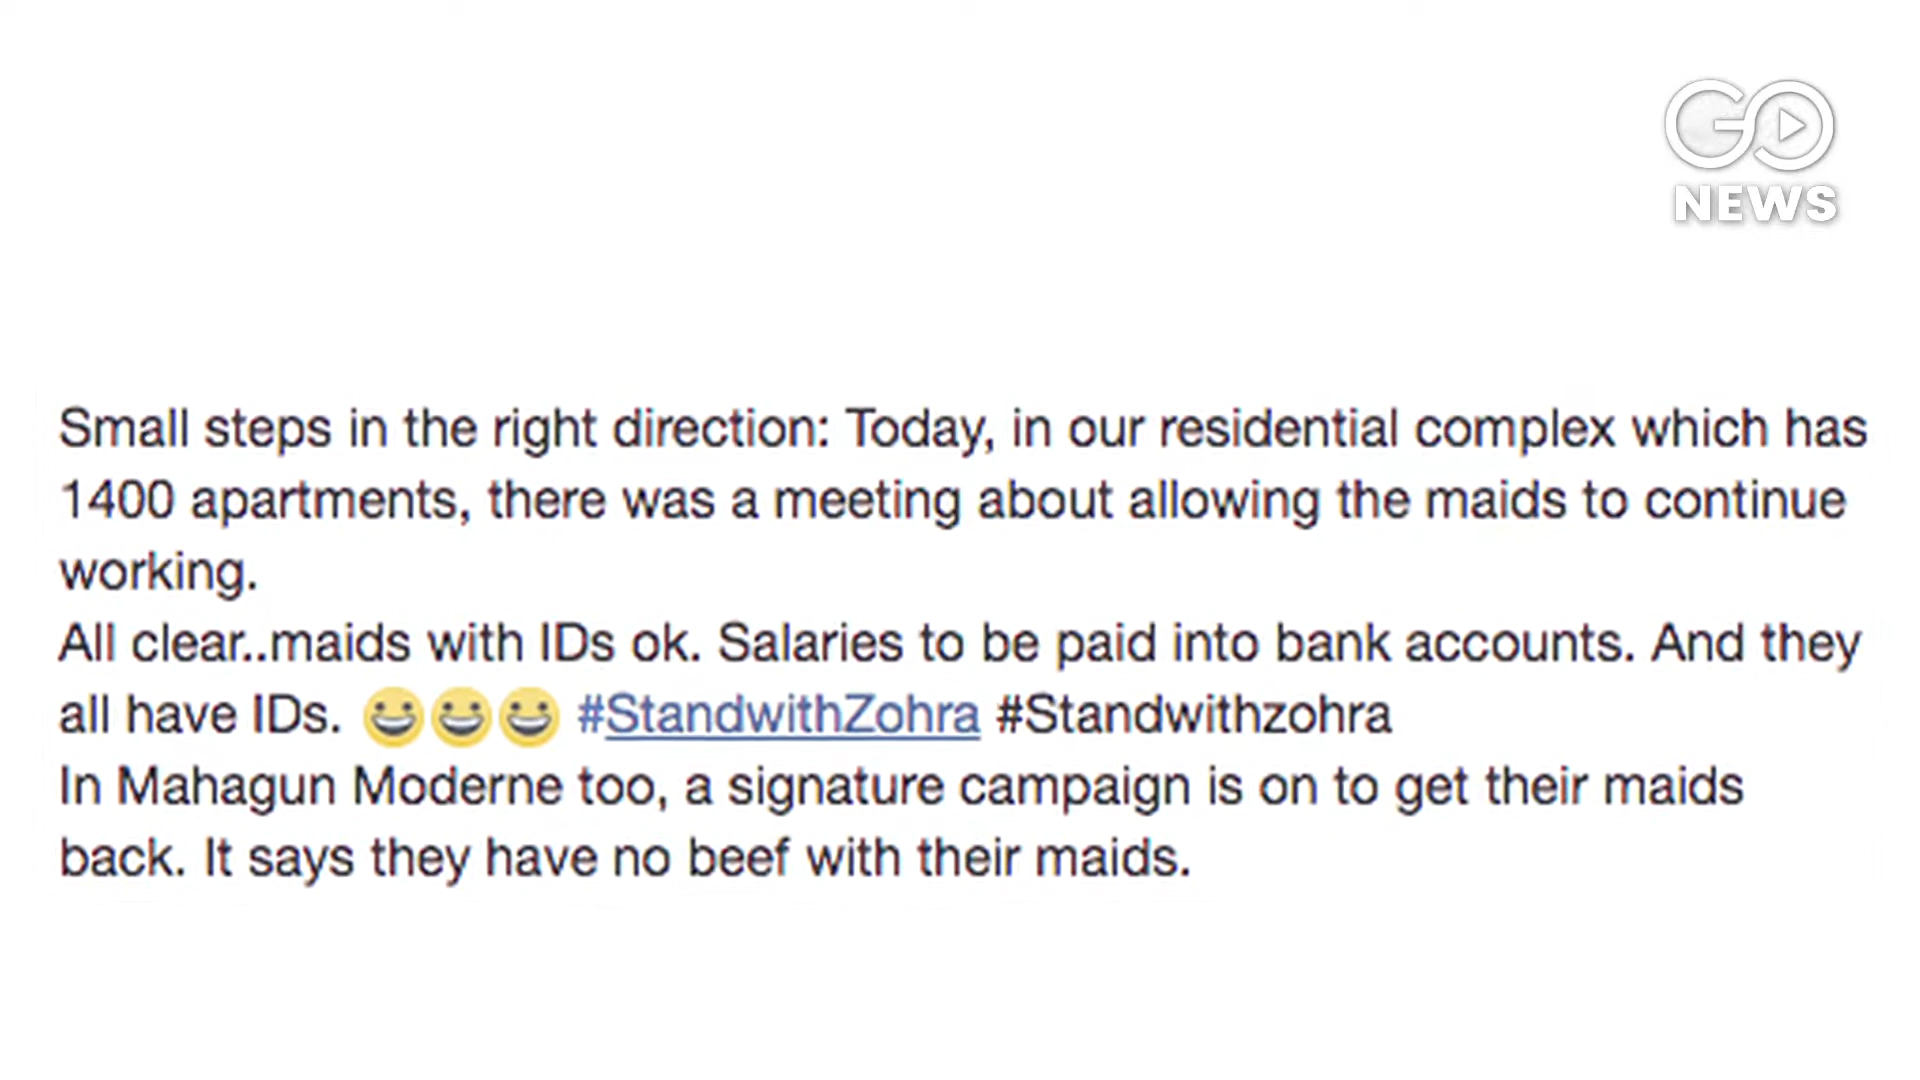 GO
NEWS
Small steps in the right direction: Today, in our residential complex which has
1400 apartments, there was a meeting about allowing the maids to continue
working.
All clear..maids with IDs ok. Salaries to be paid into bank accounts. And they
all have IDs. 😀😀😀 #StandwithZohra #Standwithzohra
In Mahagun Moderne too, a signature campaign is on to get their maids
back. It says they have no beef with their maids.